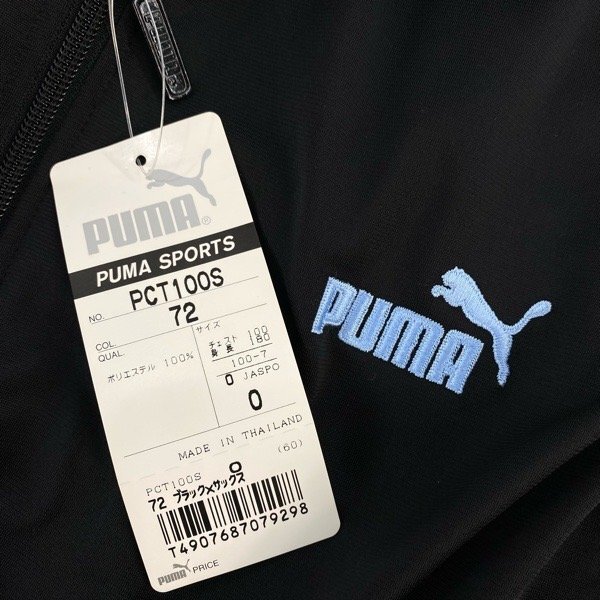 PUMA®
PUMA SPORTS
NO. PCT100S
COL. 72
QUAL.
サイズ
ポリエステル 100%
チェスト 100
身長 180
100-7
O JASPO
O
MADE IN THAILAND
PCT100S O (60)
72 ブラック×サックス
T4907687079298
PUMA PRICE
PUMA